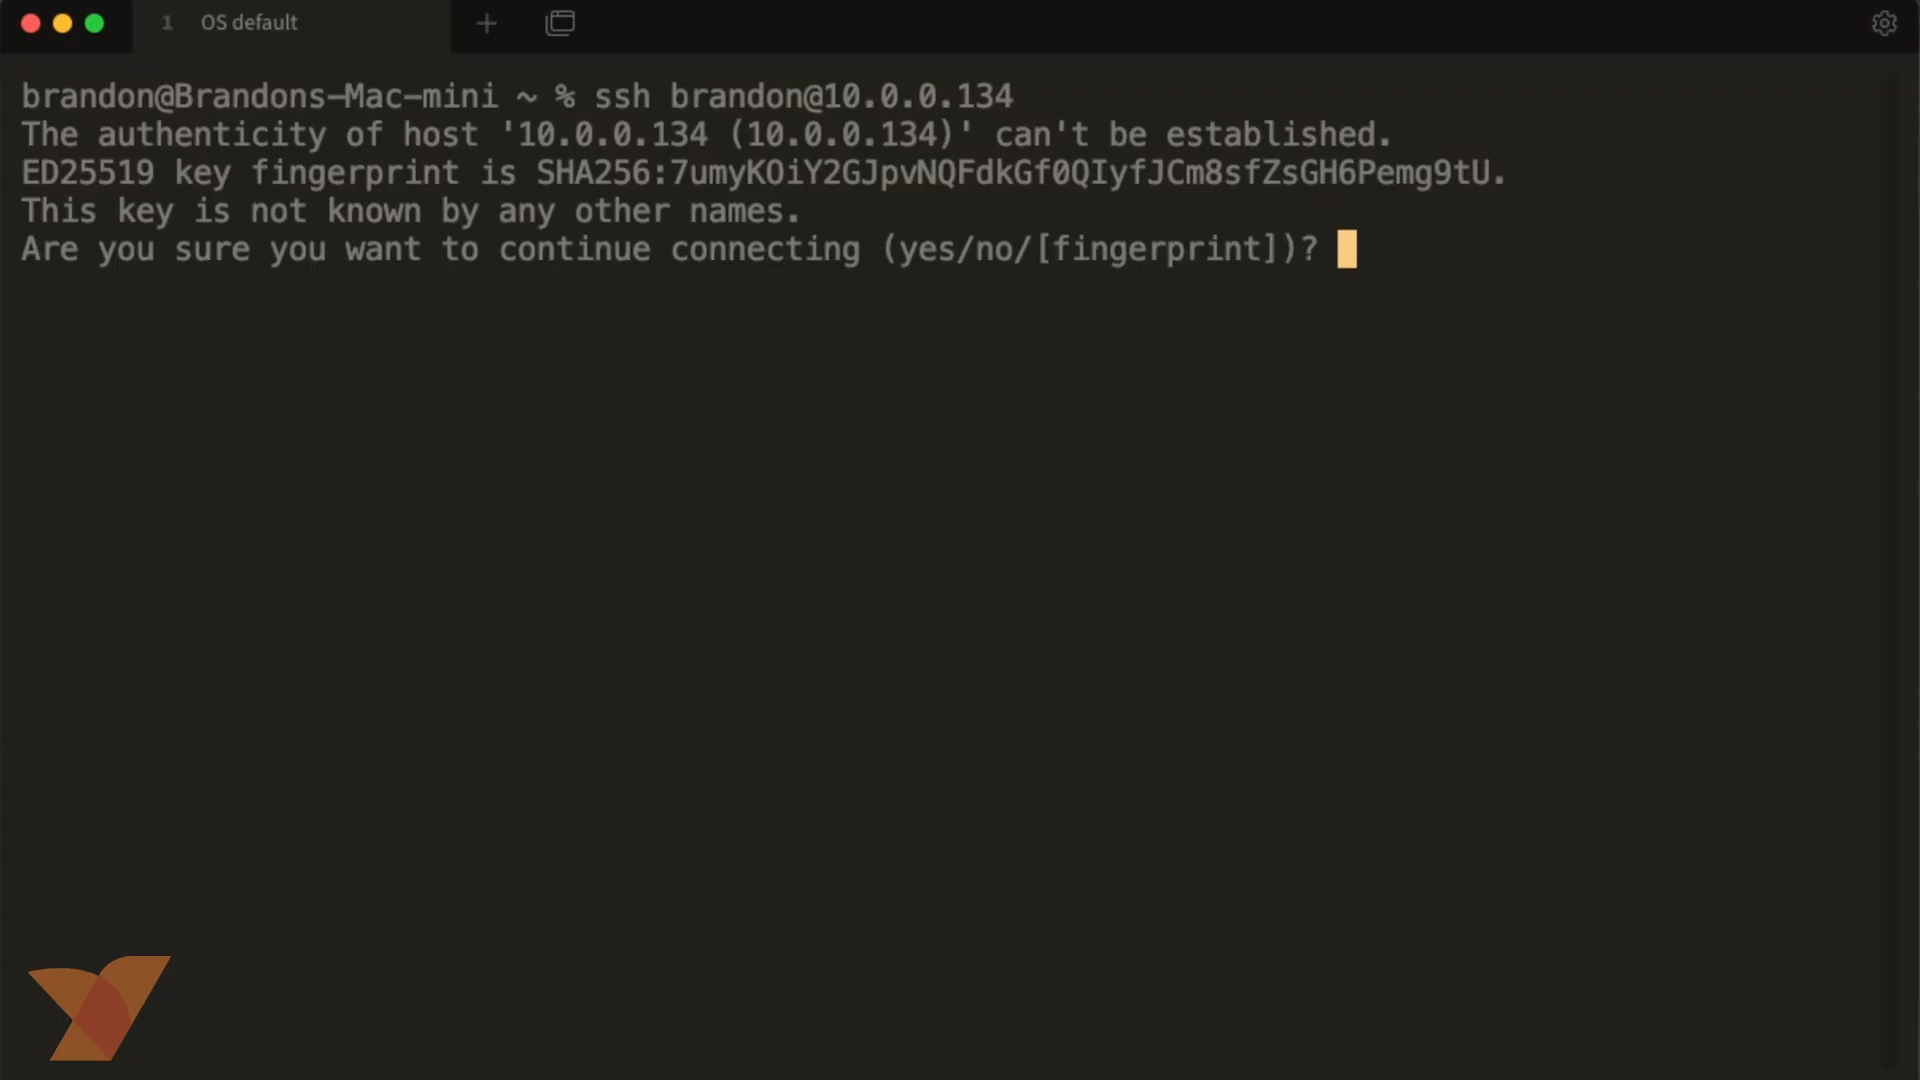 1 OS default
brandon@Brandons-Mac-mini ~ % ssh brandon@10.0.0.134
The authenticity of host '10.0.0.134 (10.0.0.134)' can't be established.
ED25519 key fingerprint is SHA256:7umyKOiY2GJpvNQFdkGf0QIyfJCm8sfZsGH6Pemg9tU.
This key is not known by any other names.
Are you sure you want to continue connecting (yes/no/[fingerprint])?